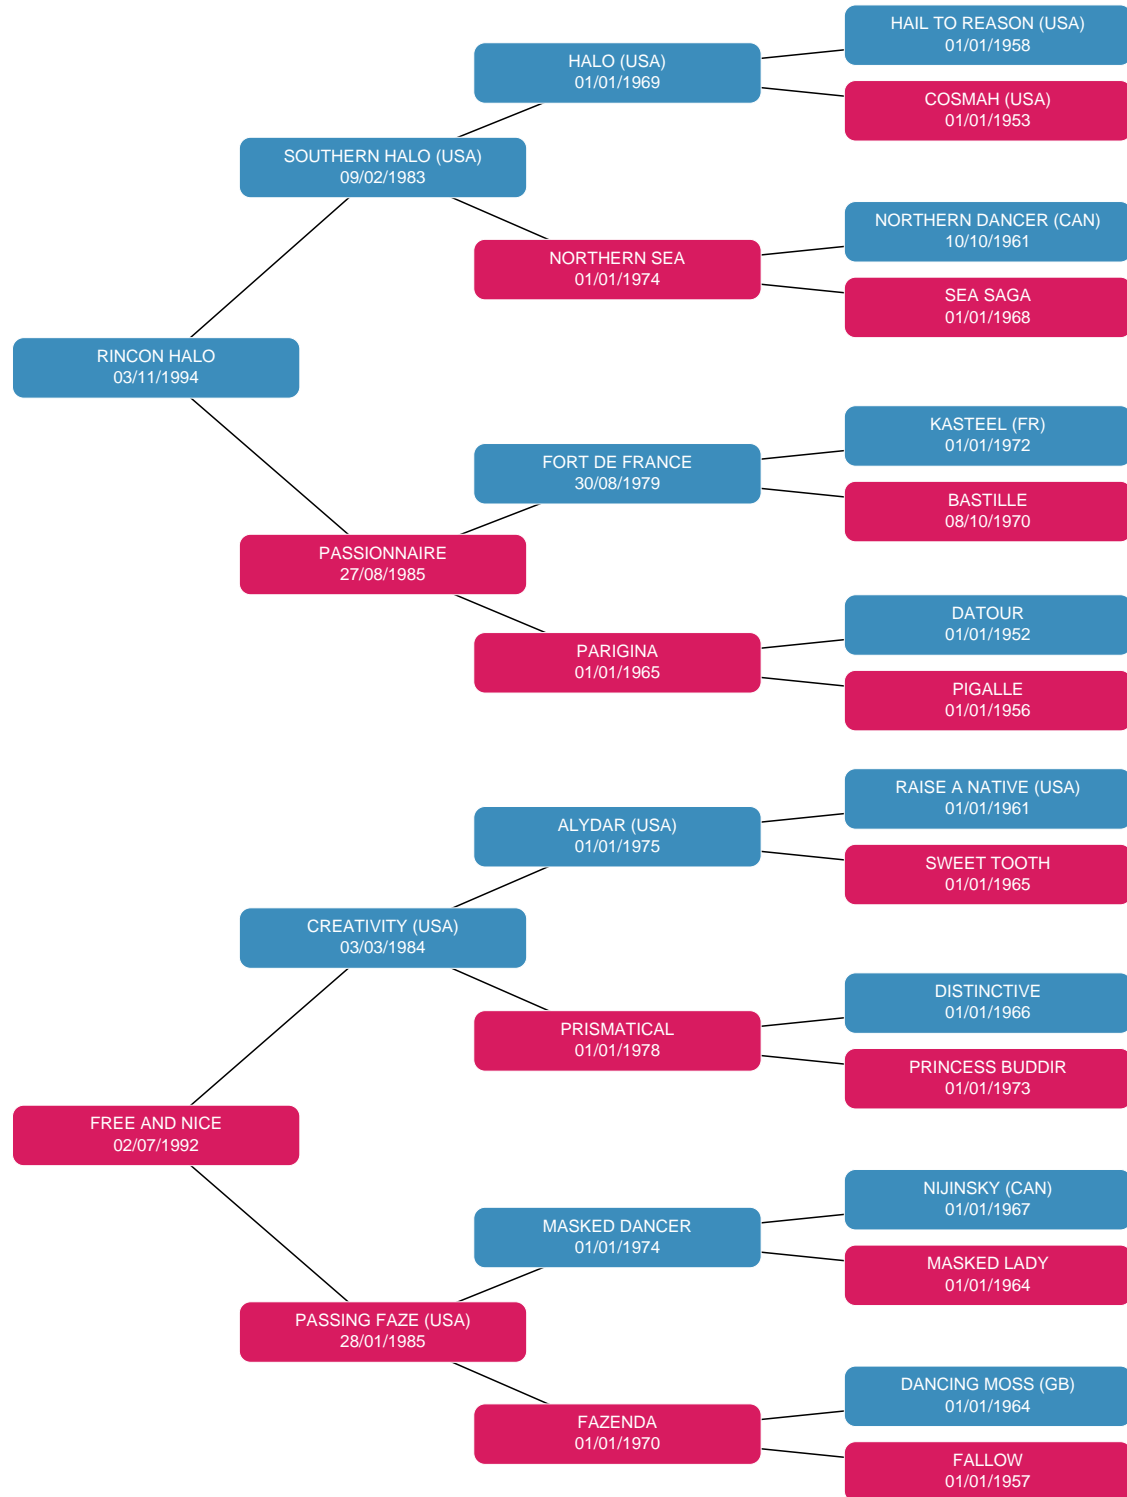 HAIL TO REASON (USA)
01/01/1958
HALO (USA)
01/01/1969
COSMAH (USA)
01/01/1953
SOUTHERN HALO (USA)
09/02/1983
NORTHERN DANCER (CAN)
10/10/1961
NORTHERN SEA
01/01/1974
SEA SAGA
01/01/1968
RINCON HALO
03/11/1994
KASTEEL (FR)
01/01/1972
FORT DE FRANCE
30/08/1979
BASTILLE
08/10/1970
PASSIONNAIRE
27/08/1985
DATOUR
01/01/1952
PARIGINA
01/01/1965
PIGALLE
01/01/1956
RAISE A NATIVE (USA)
01/01/1961
ALYDAR (USA)
01/01/1975
SWEET TOOTH
01/01/1965
CREATIVITY (USA)
03/03/1984
DISTINCTIVE
01/01/1966
PRISMATICAL
01/01/1978
PRINCESS BUDDIR
01/01/1973
FREE AND NICE
02/07/1992
NIJINSKY (CAN)
01/01/1967
MASKED DANCER
01/01/1974
MASKED LADY
01/01/1964
PASSING FAZE (USA)
28/01/1985
DANCING MOSS (GB)
01/01/1964
FAZENDA
01/01/1970
FALLOW
01/01/1957